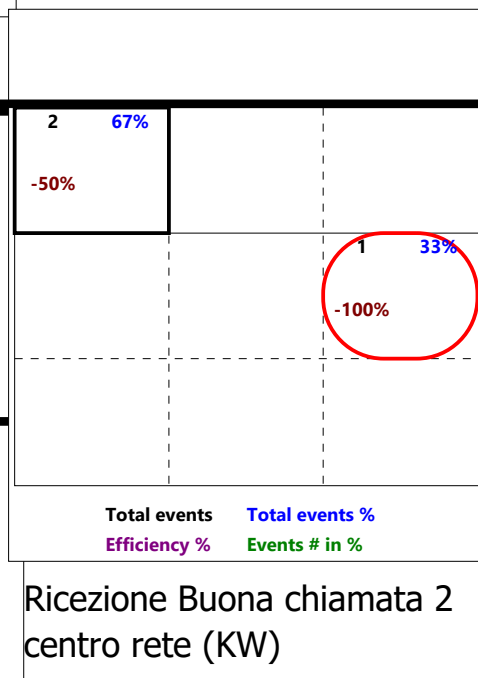 2 67%
-50%
1 33%
-100%
Total events Total events %
Efficiency % Events # in %
Ricezione Buona chiamata 2
centro rete (KW)